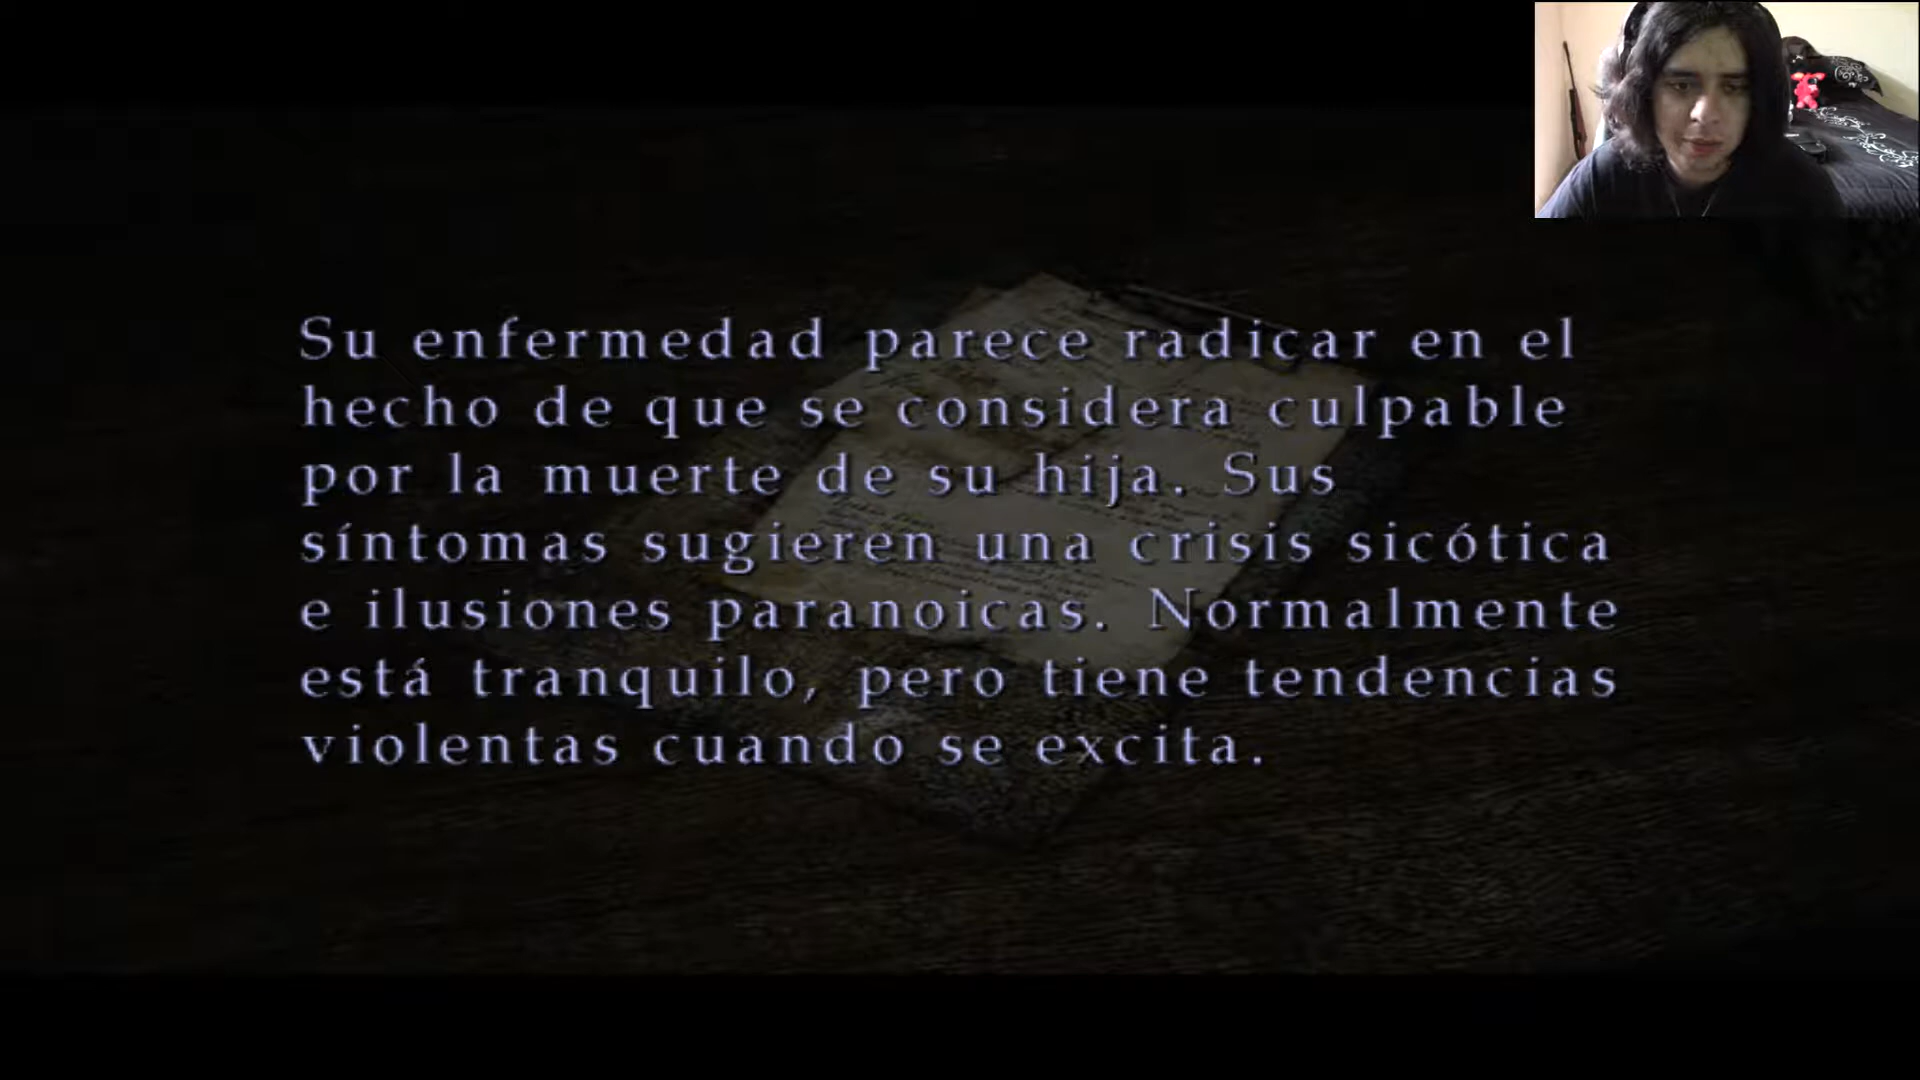 Su enfermedad parece radicar en el
hecho de que se considera culpable
por la muerte de su hija. Sus
síntomas sugieren una crisis sicótica
e ilusiones paranoicas. Normalmente
está tranquilo, pero tiene tendencias
violentas cuando se excita.